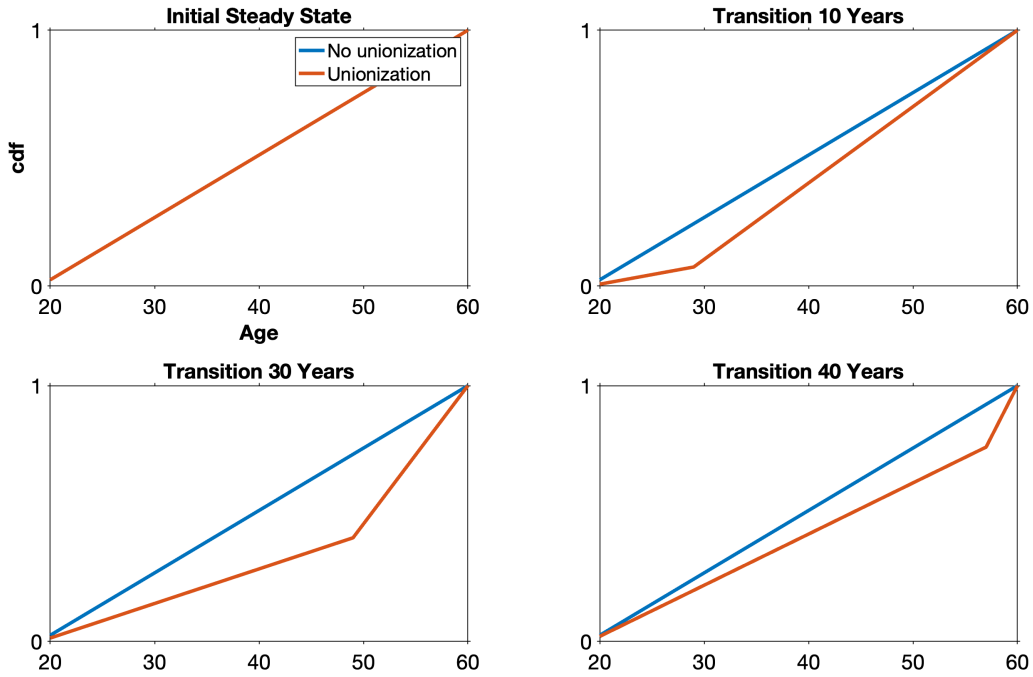 Initial Steady State
1
No unionization
Unionization
cdf
0
20 30 40 50 60
Age
Transition 10 Years
1
0
20 30 40 50 60
Transition 30 Years
1
0
20 30 40 50 60
Transition 40 Years
1
0
20 30 40 50 60